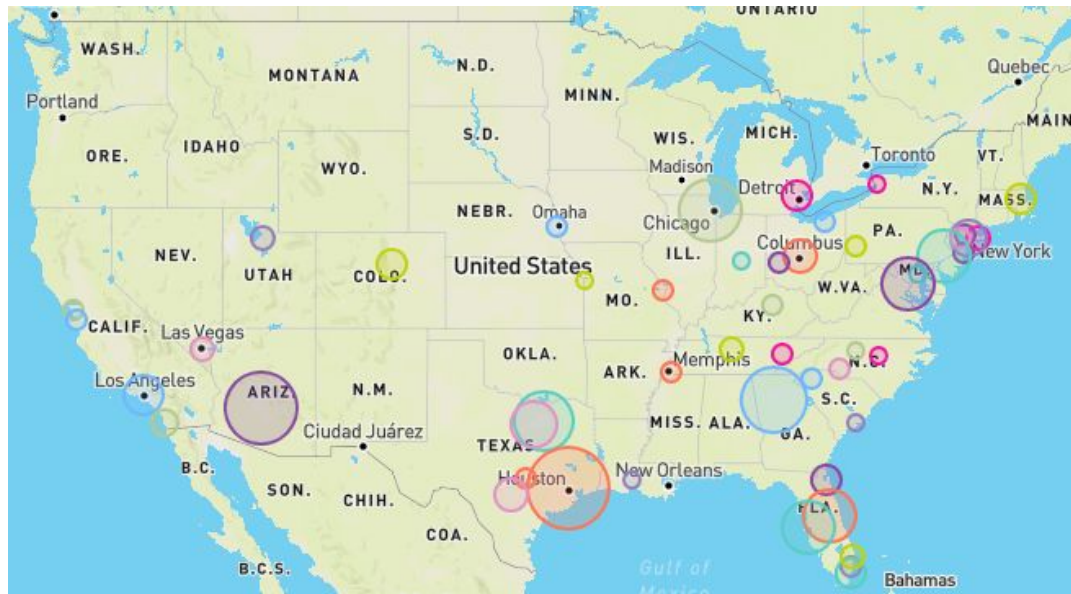 ONTARIO
WASH.
MONTANA
N.D.
Quebec
Portland
MINN.
MAIN
S.D.
WIS.
MICH.
IDAHO
ORE.
Toronto
VT.
WYO.
Madison
Detroit
N.Y.
MASS.
NEBR.
Omaha
Chicago
PA.
NEV.
Columbus
New York
UTAH
COLO.
United States
ILL.
MD.
W.VA.
MO.
KY.
CALIF.
Las Vegas
OKLA.
Memphis
N.C.
ARK.
Los Angeles
ARIZ.
N.M.
S.C.
MISS.
ALA.
GA.
Ciudad Juárez
TEXAS
B.C.
New Orleans
Houston
SON.
CHIH.
FLA.
COA.
B.C.S.
Gulf of
Mexico
Bahamas